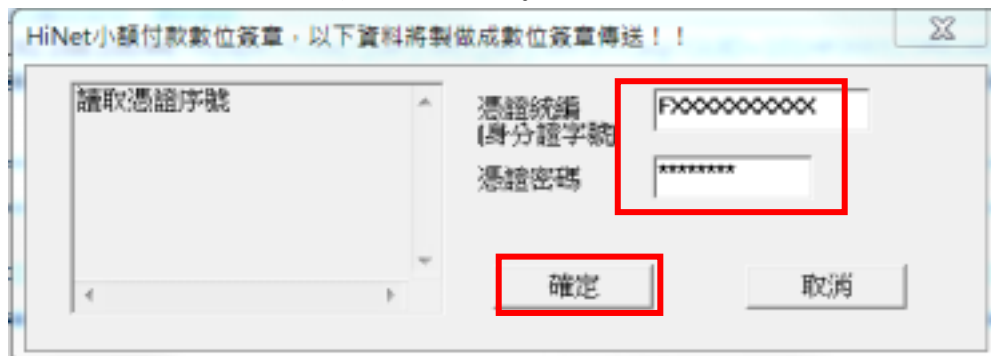 HiNet小額付款數位簽章，以下資料將製做成數位簽章傳送！！
讀取憑證序號
憑證統編
(身分證字號
FXXXXXXXXXX
憑證密碼
********
確定
取消